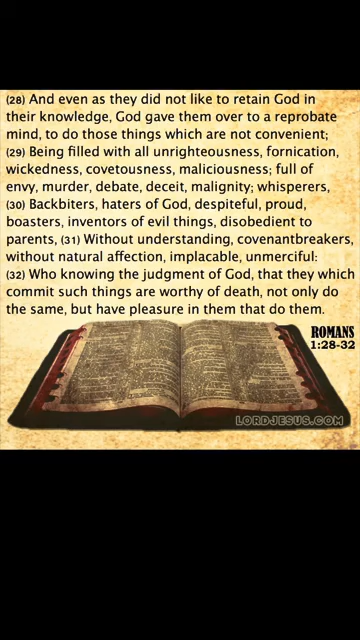 (28) And even as they did not like to retain God in
their knowledge, God gave them over to a reprobate
mind, to do those things which are not convenient;
(29) Being filled with all unrighteousness, fornication,
wickedness, covetousness, maliciousness; full of
envy, murder, debate, deceit, malignity; whisperers,
(30) Backbiters, haters of God, despiteful, proud,
boasters, inventors of evil things, disobedient to
parents, (31) Without understanding, covenantbreakers,
without natural affection, implacable, unmerciful:
(32) Who knowing the judgment of God, that they which
commit such things are worthy of death, not only do
the same, but have pleasure in them that do them.
ROMANS
1:28-32
LORDJESUS.COM